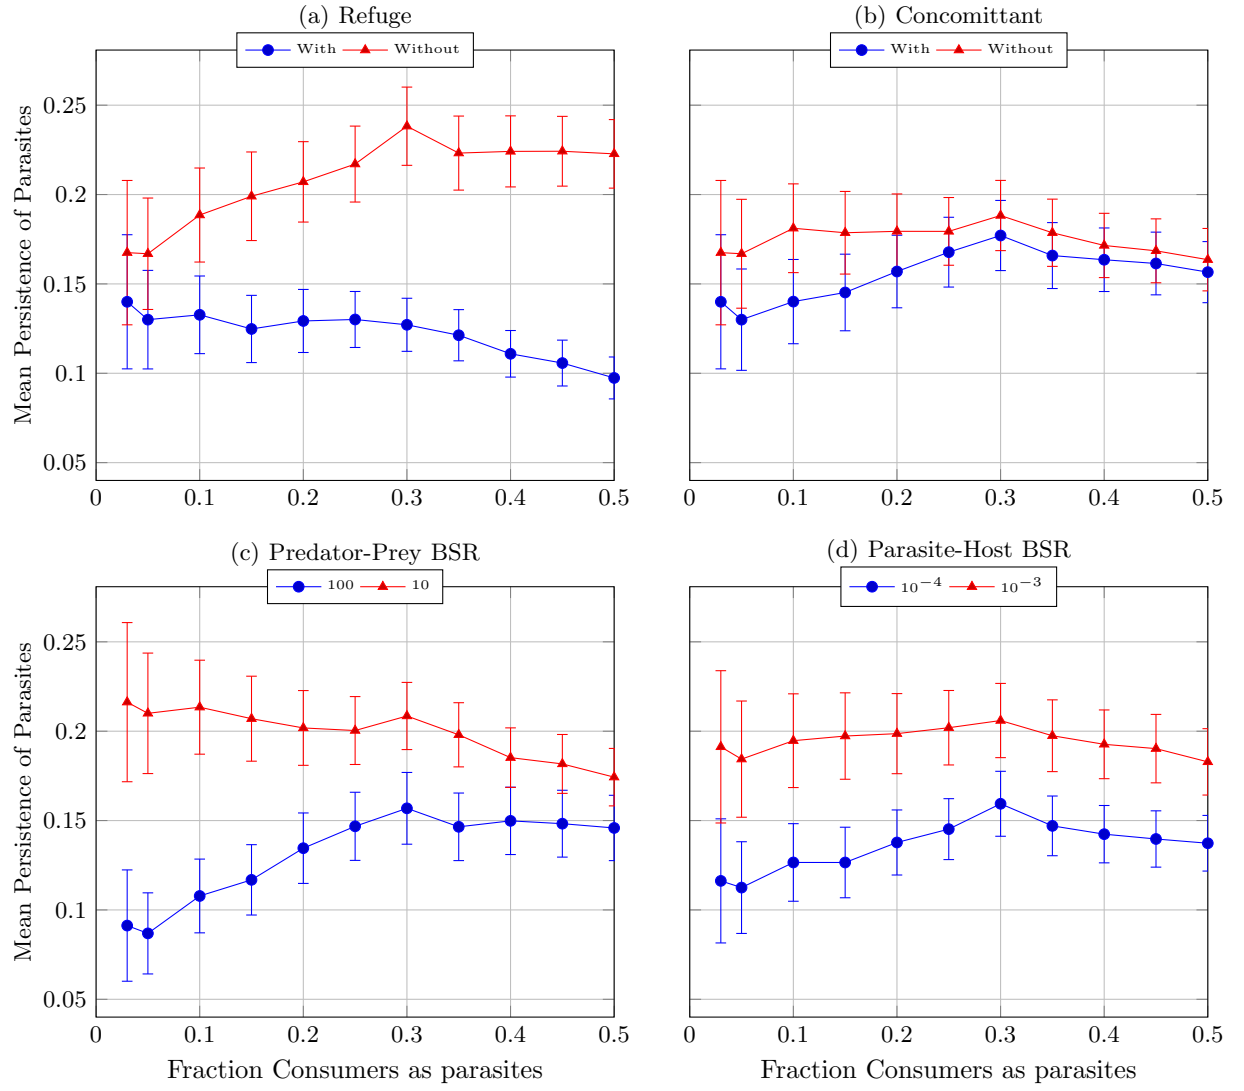 (a) Refuge
With Without
Mean Persistence of Parasites
0.25
0.2
0.15
0.1
0.05
0 0.1 0.2 0.3 0.4 0.5
(b) Concomittant
With Without
0 0.1 0.2 0.3 0.4 0.5
(c) Predator-Prey BSR
100 10
Mean Persistence of Parasites
0.25
0.2
0.15
0.1
0.05
0 0.1 0.2 0.3 0.4 0.5
Fraction Consumers as parasites
(d) Parasite-Host BSR
10⁻⁴ 10⁻³
0 0.1 0.2 0.3 0.4 0.5
Fraction Consumers as parasites